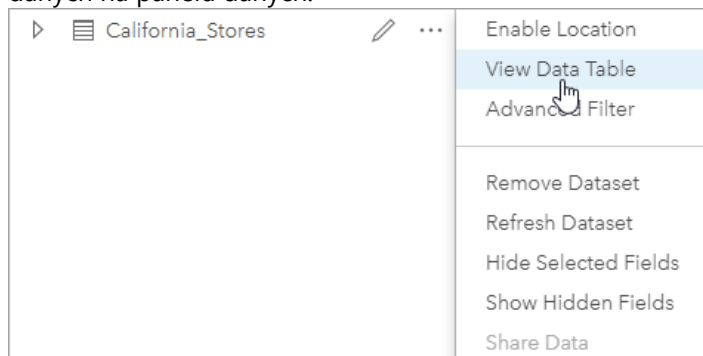 danych na panelu danych.
California_Stores
Enable Location
View Data Table
Advanced Filter
Remove Dataset
Refresh Dataset
Hide Selected Fields
Show Hidden Fields
Share Data